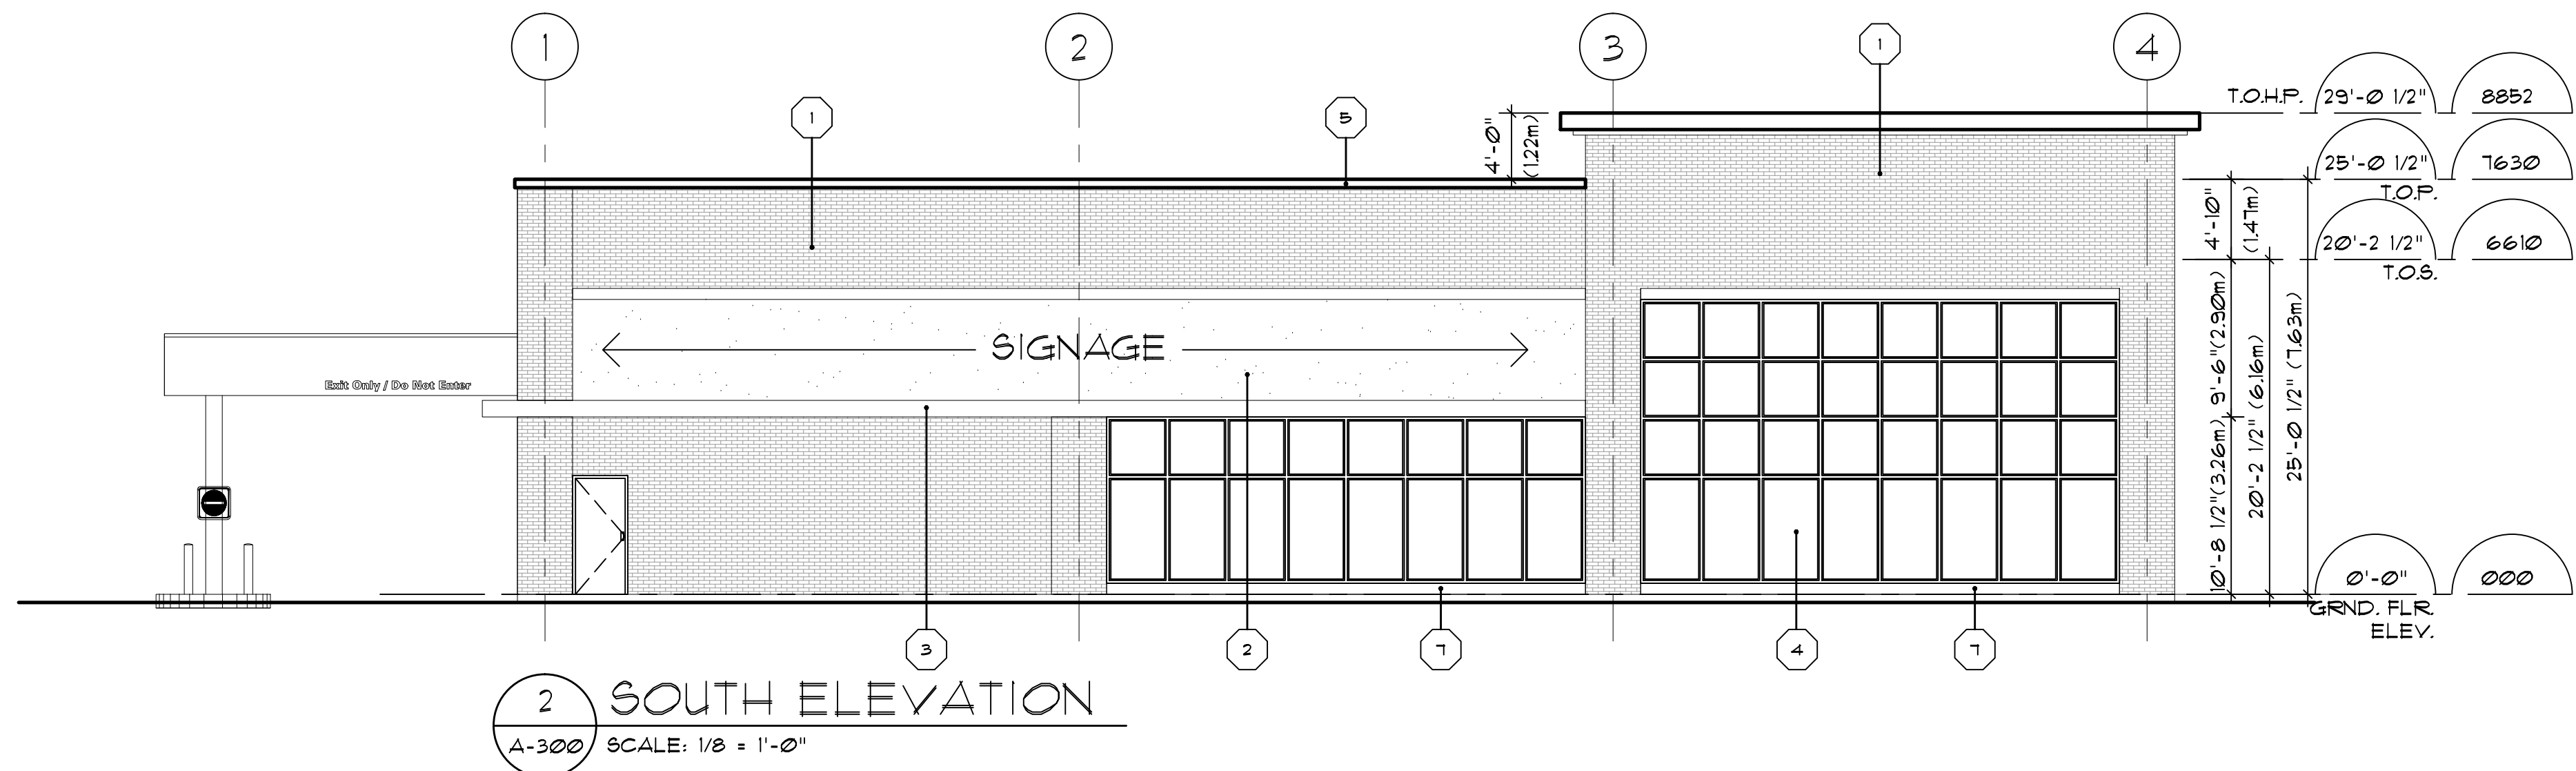 1
2
3
4
1
1
5
T.O.H.P. 29'-0 1/2" 8852
4'-0"
(1.22m)
25'-0 1/2" 7630
T.O.P.
4'-10"
(1.47m)
20'-2 1/2" 6610
T.O.S.
SIGNAGE
Exit Only / Do Not Enter
9'-6"(2.90m)
10'-8 1/2"(3.26m)
20'-2 1/2" (6.16m)
25'-0 1/2" (7.63m)
0'-0" 000
GRND. FLR.
ELEV.
3
2
7
4
7
2
SOUTH ELEVATION
A-300
SCALE: 1/8 = 1'-0"